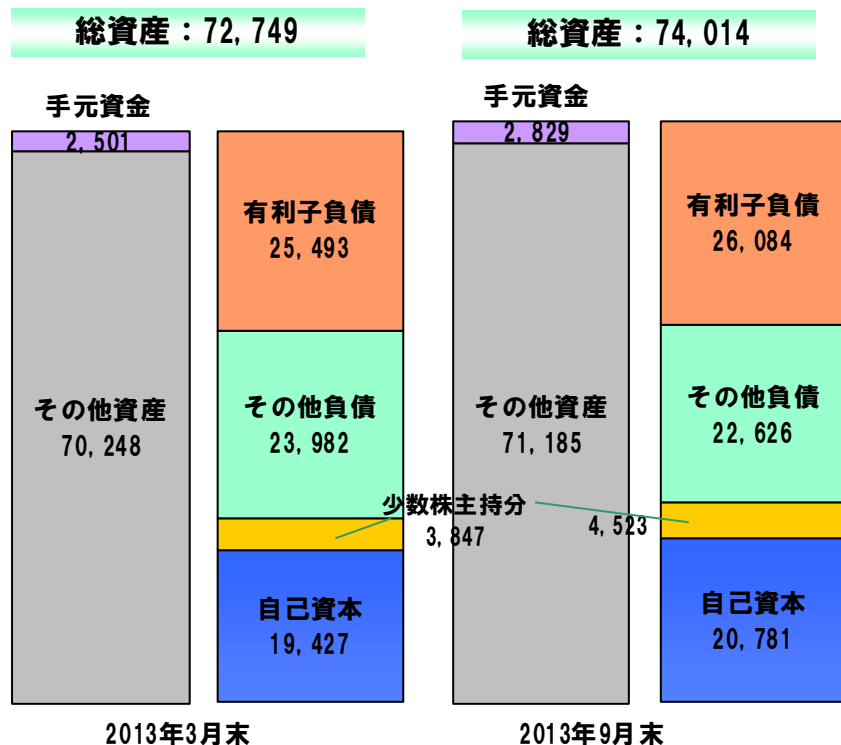 総資産：72,749
手元資金
2,501
その他資産
70,248
有利子負債
25,493
その他負債
23,982
少数株主持分
3,847
自己資本
19,427
2013年3月末
総資産：74,014
手元資金
2,829
その他資産
71,185
有利子負債
26,084
その他負債
22,626
4,523
自己資本
20,781
2013年9月末